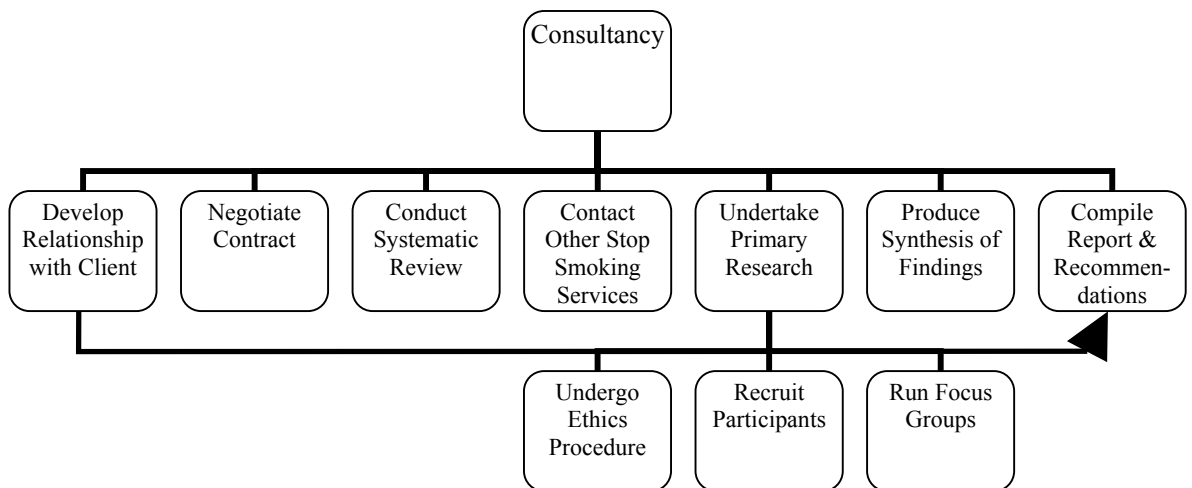 Consultancy
Develop
Relationship
with Client
Negotiate
Contract
Conduct
Systematic
Review
Contact
Other Stop
Smoking
Services
Undertake
Primary
Research
Produce
Synthesis of
Findings
Compile
Report &
Recommen-
dations
Undergo
Ethics
Procedure
Recruit
Participants
Run Focus
Groups